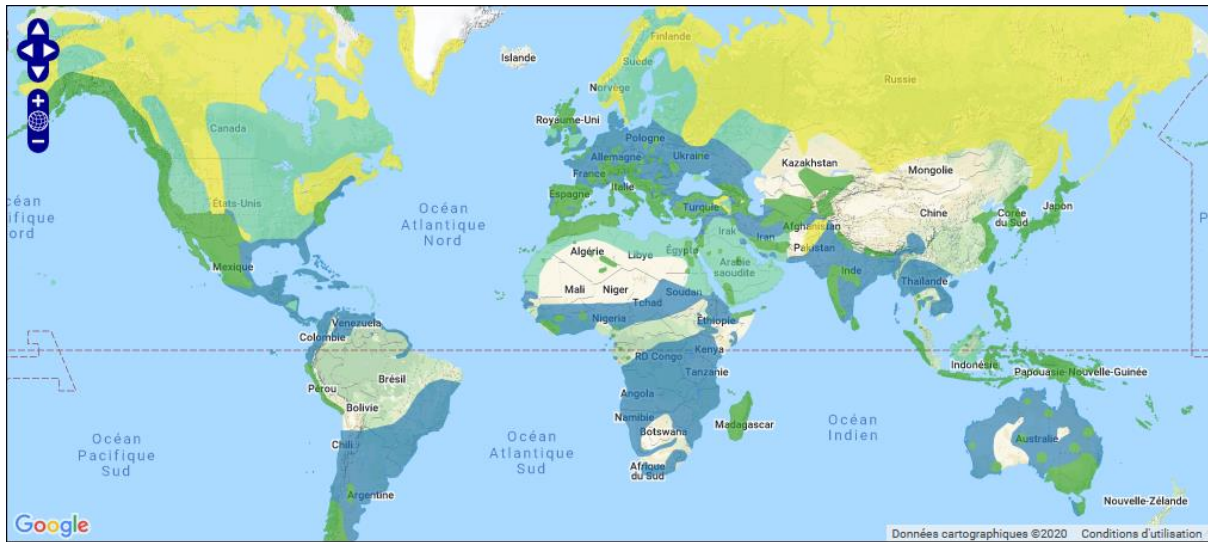 Finlande
Islande
Suède
Russie
Norvège
Royaume-Uni
Canada
Pologne
Allemagne
Ukraine
Kazakhstan
Mongolie
France
Italie
Espagne
Turquie
États-Unis
Océan
Atlantique
Nord
Chine
Corée
du Sud
Japon
Afghanistan
Irak
Iran
Pakistan
Algérie
Libye
Égypte
Arabie
saoudite
Mexique
Inde
Mali
Niger
Tchad
Soudan
Thaïlande
Nigeria
Éthiopie
Venezuela
Colombie
Kenya
RD Congo
Tanzanie
Indonésie
Papouasie-Nouvelle-Guinée
Pérou
Brésil
Bolivie
Angola
Namibie
Botswana
Madagascar
Océan
Indien
Australie
Océan
Pacifique
Sud
Chili
Océan
Atlantique
Sud
Afrique
du Sud
Argentine
Nouvelle-Zélande
Google
Données cartographiques ©2020 Conditions d'utilisation